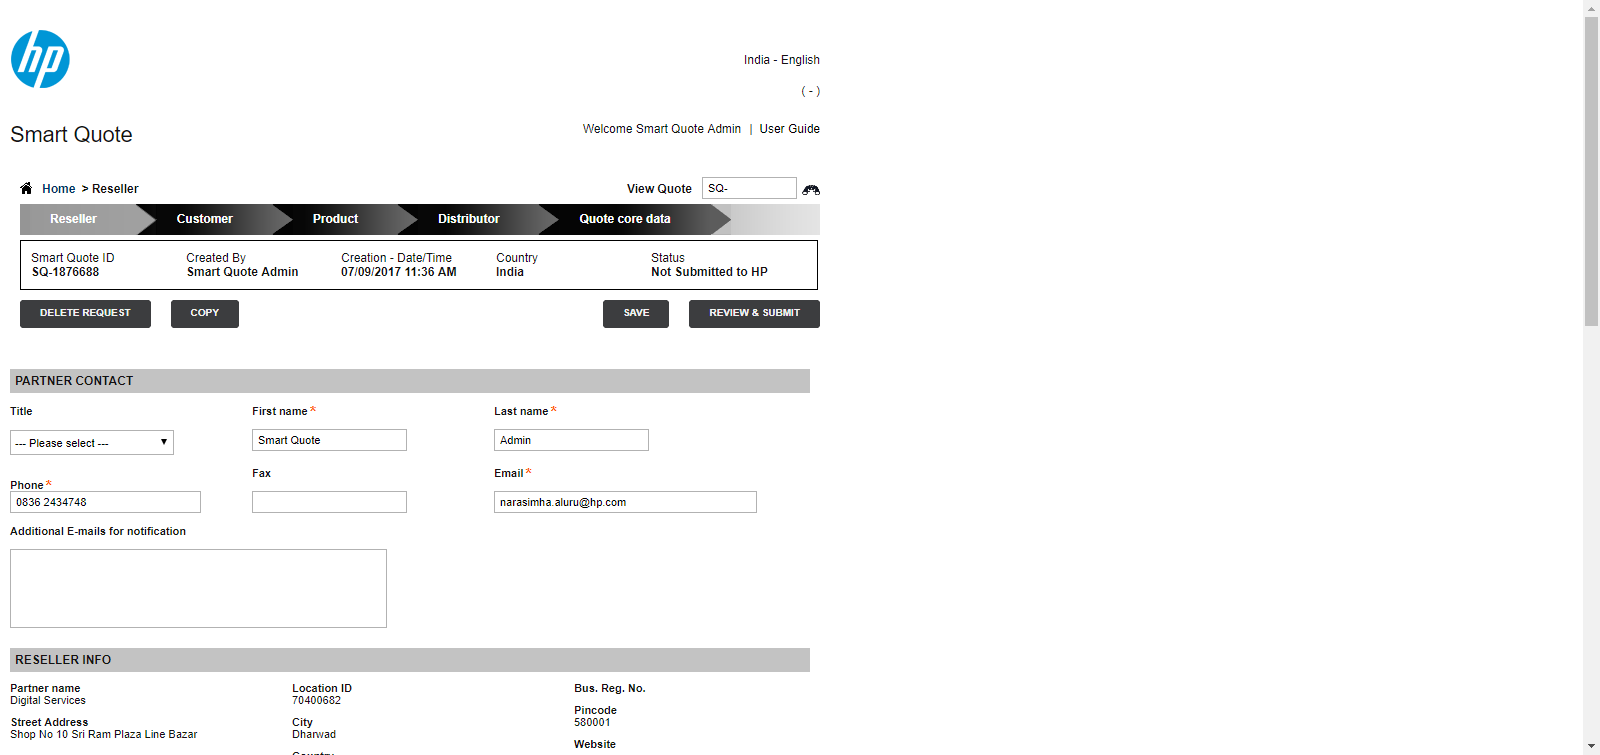 hp
India - English
( - )
Smart Quote
Welcome Smart Quote Admin | User Guide
Home > Reseller
View Quote SQ-
Reseller Customer Product Distributor Quote core data
Smart Quote ID Created By Creation - Date/Time Country Status
SQ-1876688 Smart Quote Admin 07/09/2017 11:36 AM India Not Submitted to HP
DELETE REQUEST COPY SAVE REVIEW & SUBMIT
PARTNER CONTACT
Title First name * Last name *
--- Please select --- Smart Quote Admin
Phone * Fax Email *
0836 2434748 narasimha.aluru@hp.com
Additional E-mails for notification
RESELLER INFO
Partner name Location ID Bus. Reg. No.
Digital Services 70400682
Pincode
Street Address City 580001
Shop No 10 Sri Ram Plaza Line Bazar Dharwad
Website
Country